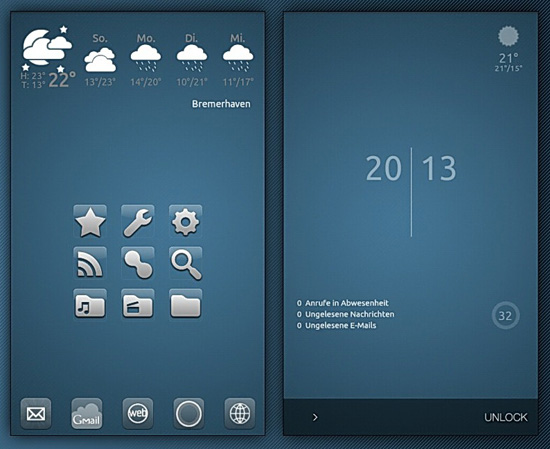 So. Mo. Di. Mi.
H: 23° 22°
T: 13°
13°/23° 14°/20° 10°/21° 11°/17°
Bremerhaven
Gmail
web
21°
21°/15°
20 13
0 Anrufe in Abwesenheit
0 Ungelesene Nachrichten
0 Ungelesene E-Mails
32
> UNLOCK